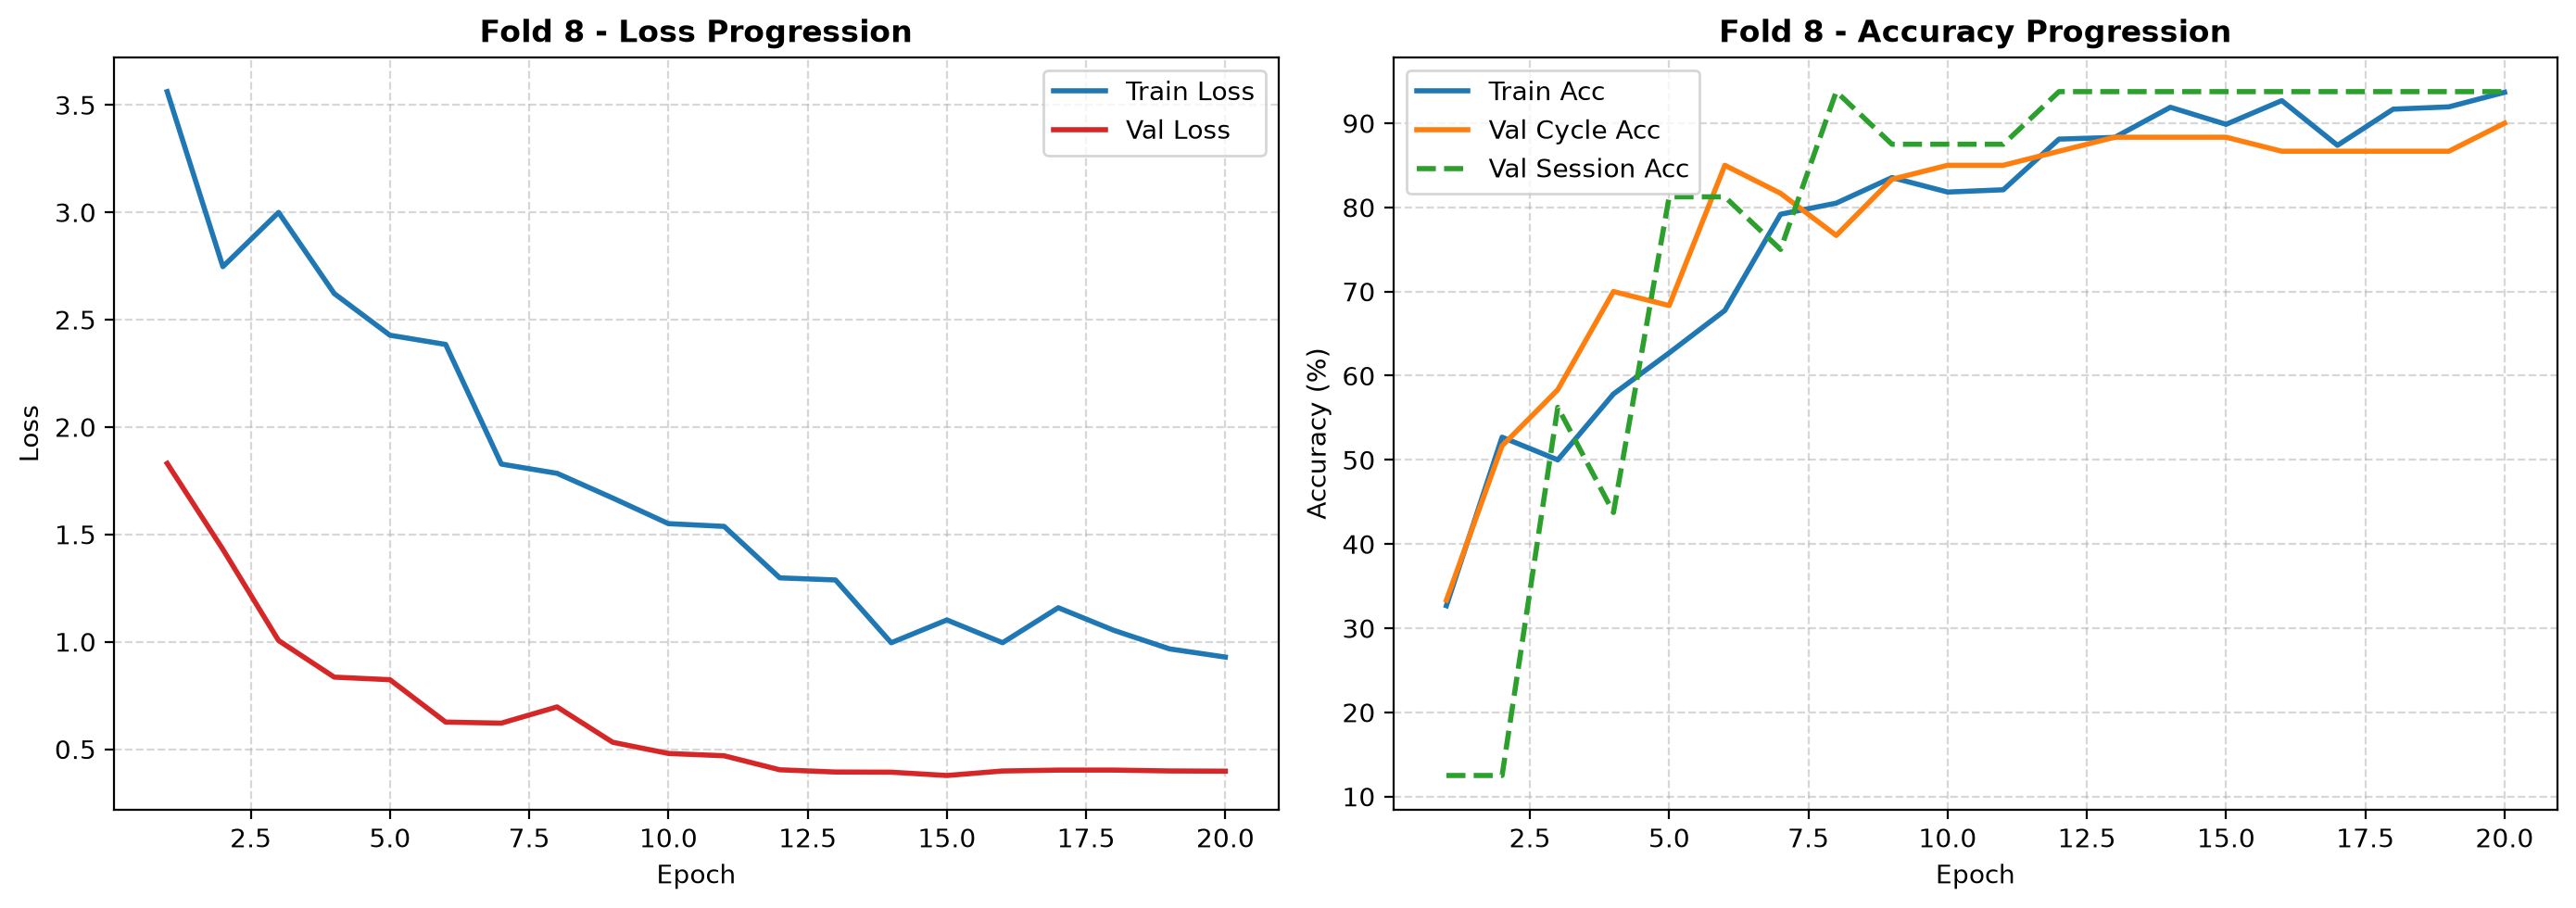 Fold 8 - Loss Progression
Train Loss
Val Loss
3.5
3.0
2.5
2.0
1.5
1.0
0.5
Loss
2.5 5.0 7.5 10.0 12.5 15.0 17.5 20.0
Epoch
Fold 8 - Accuracy Progression
Train Acc
Val Cycle Acc
Val Session Acc
90
80
70
60
50
40
30
20
10
Accuracy (%)
2.5 5.0 7.5 10.0 12.5 15.0 17.5 20.0
Epoch